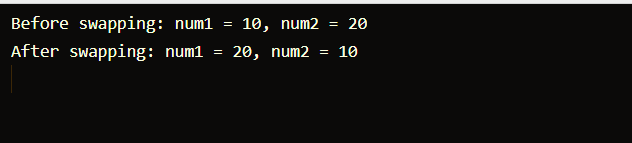 Before swapping: num1 = 10, num2 = 20
After swapping: num1 = 20, num2 = 10